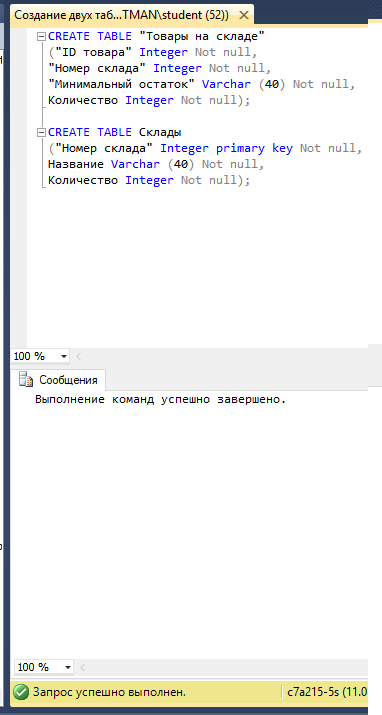 Создание двух таб...TMAN\student (52))
CREATE TABLE "Товары на складе"
("ID товара" Integer Not null,
"Номер склада" Integer Not null,
"Минимальный остаток" Varchar (40) Not null,
Количество Integer Not null);
CREATE TABLE Склады
("Номер склада" Integer primary key Not null,
Название Varchar (40) Not null,
Количество Integer Not null);
100 %
Сообщения
Выполнение команд успешно завершено.
100 %
Запрос успешно выполнен.
c7a215-5s (11.0